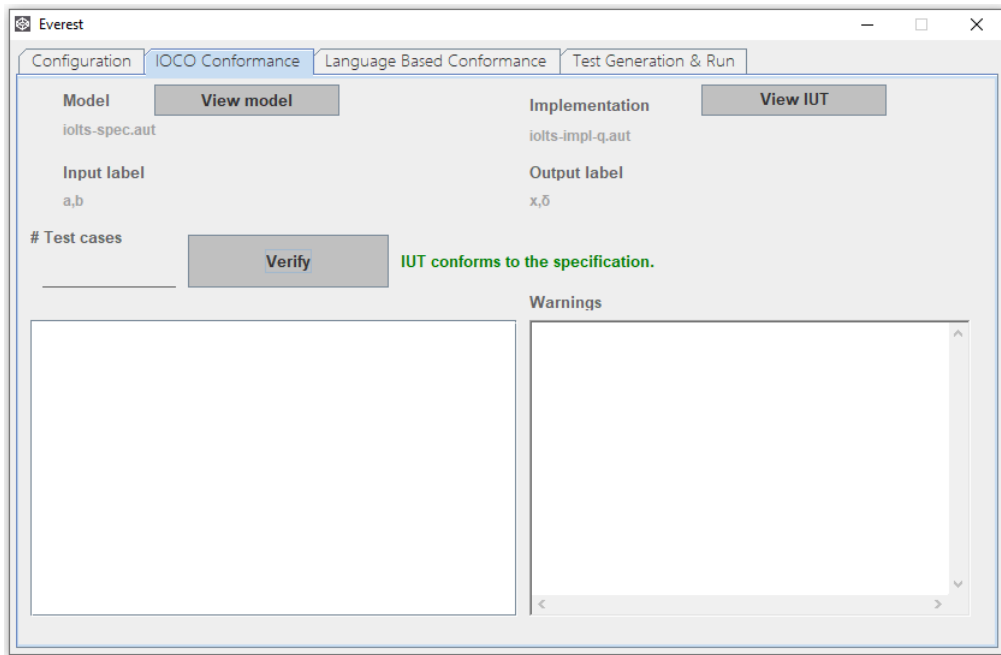 Everest
Configuration
IOCO Conformance
Language Based Conformance
Test Generation & Run
Model
View model
Implementation
View IUT
iolts-spec.aut
iolts-impl-q.aut
Input label
Output label
a,b
x,δ
# Test cases
Verify
IUT conforms to the specification.
Warnings